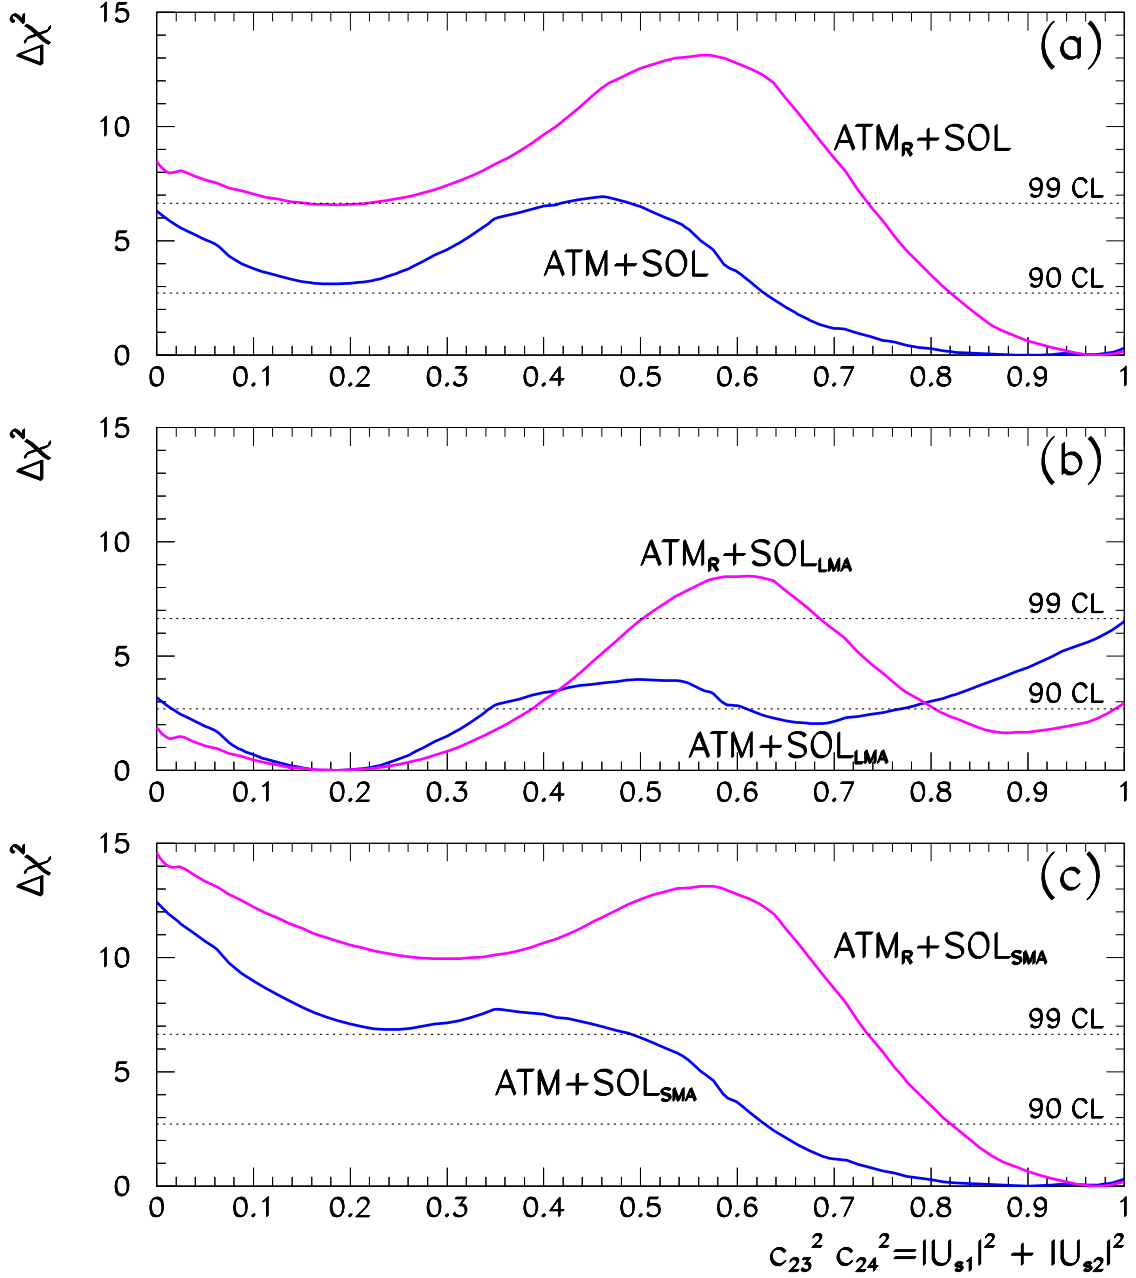 Δχ²
15
(a)
10
ATM_R+SOL
99 CL
5
ATM+SOL
90 CL
0
0 0.1 0.2 0.3 0.4 0.5 0.6 0.7 0.8 0.9 1
Δχ²
15
(b)
10
ATM_R+SOL_LMA
99 CL
5
90 CL
ATM+SOL_LMA
0
0 0.1 0.2 0.3 0.4 0.5 0.6 0.7 0.8 0.9 1
Δχ²
15
(c)
10
ATM_R+SOL_SMA
99 CL
5
ATM+SOL_SMA
90 CL
0
0 0.1 0.2 0.3 0.4 0.5 0.6 0.7 0.8 0.9 1
c₂₃² c₂₄²=|U_s1|² + |U_s2|²